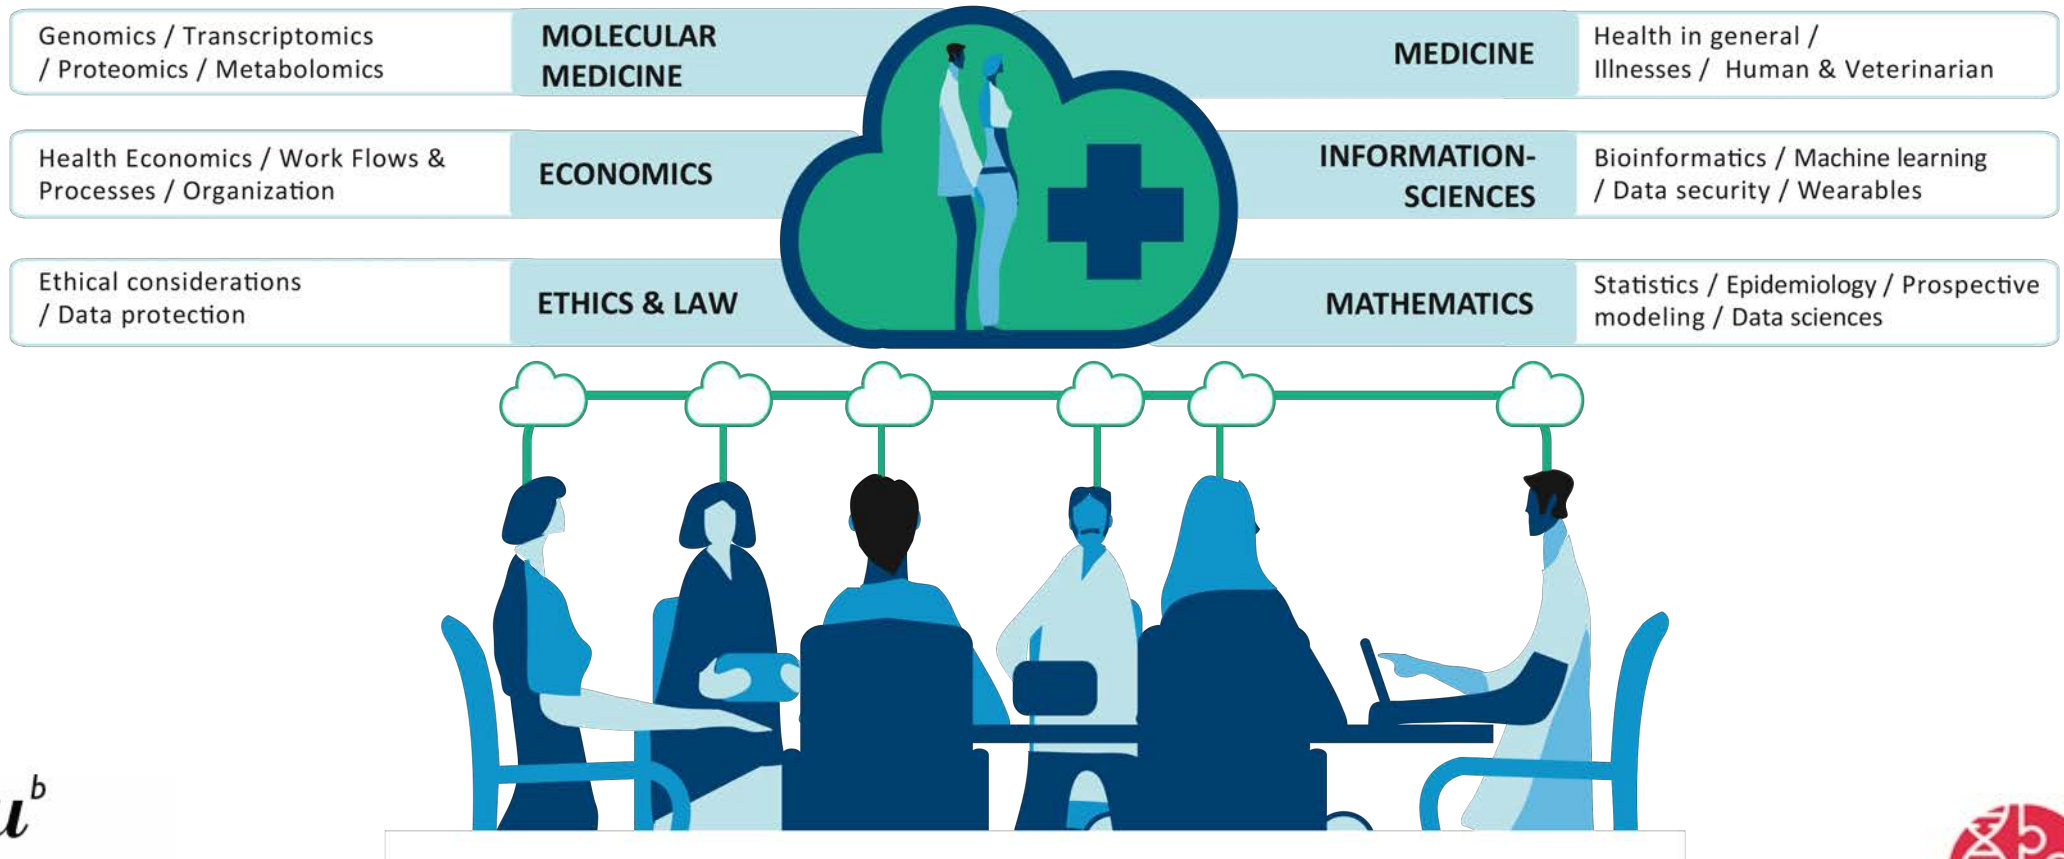 Genomics / Transcriptomics
/ Proteomics / Metabolomics
MOLECULAR
MEDICINE
MEDICINE
Health in general /
Illnesses / Human & Veterinarian
Health Economics / Work Flows &
Processes / Organization
ECONOMICS
INFORMATION-
SCIENCES
Bioinformatics / Machine learning
/ Data security / Wearables
Ethical considerations
/ Data protection
ETHICS & LAW
MATHEMATICS
Statistics / Epidemiology / Prospective
modeling / Data sciences
u b